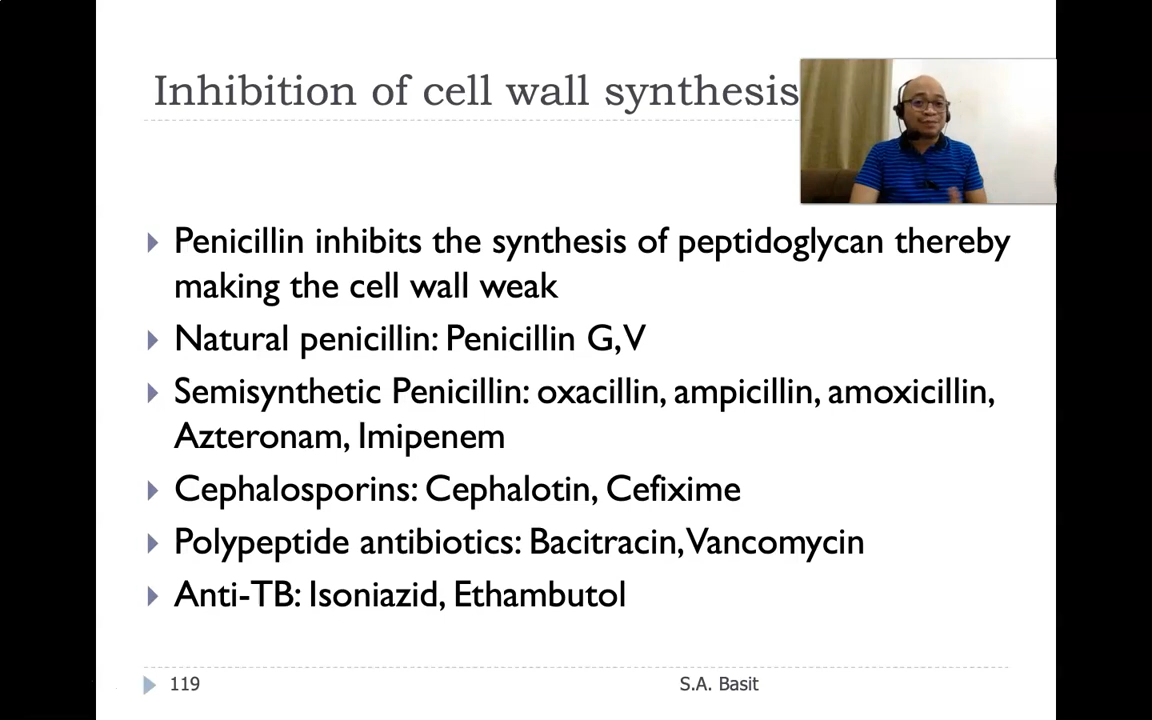 Inhibition of cell wall synthesis
Penicillin inhibits the synthesis of peptidoglycan thereby
making the cell wall weak
Natural penicillin: Penicillin G,V
Semisynthetic Penicillin: oxacillin, ampicillin, amoxicillin,
Azteronam, Imipenem
Cephalosporins: Cephalotin, Cefixime
Polypeptide antibiotics: Bacitracin,Vancomycin
Anti-TB: Isoniazid, Ethambutol
119 S.A. Basit